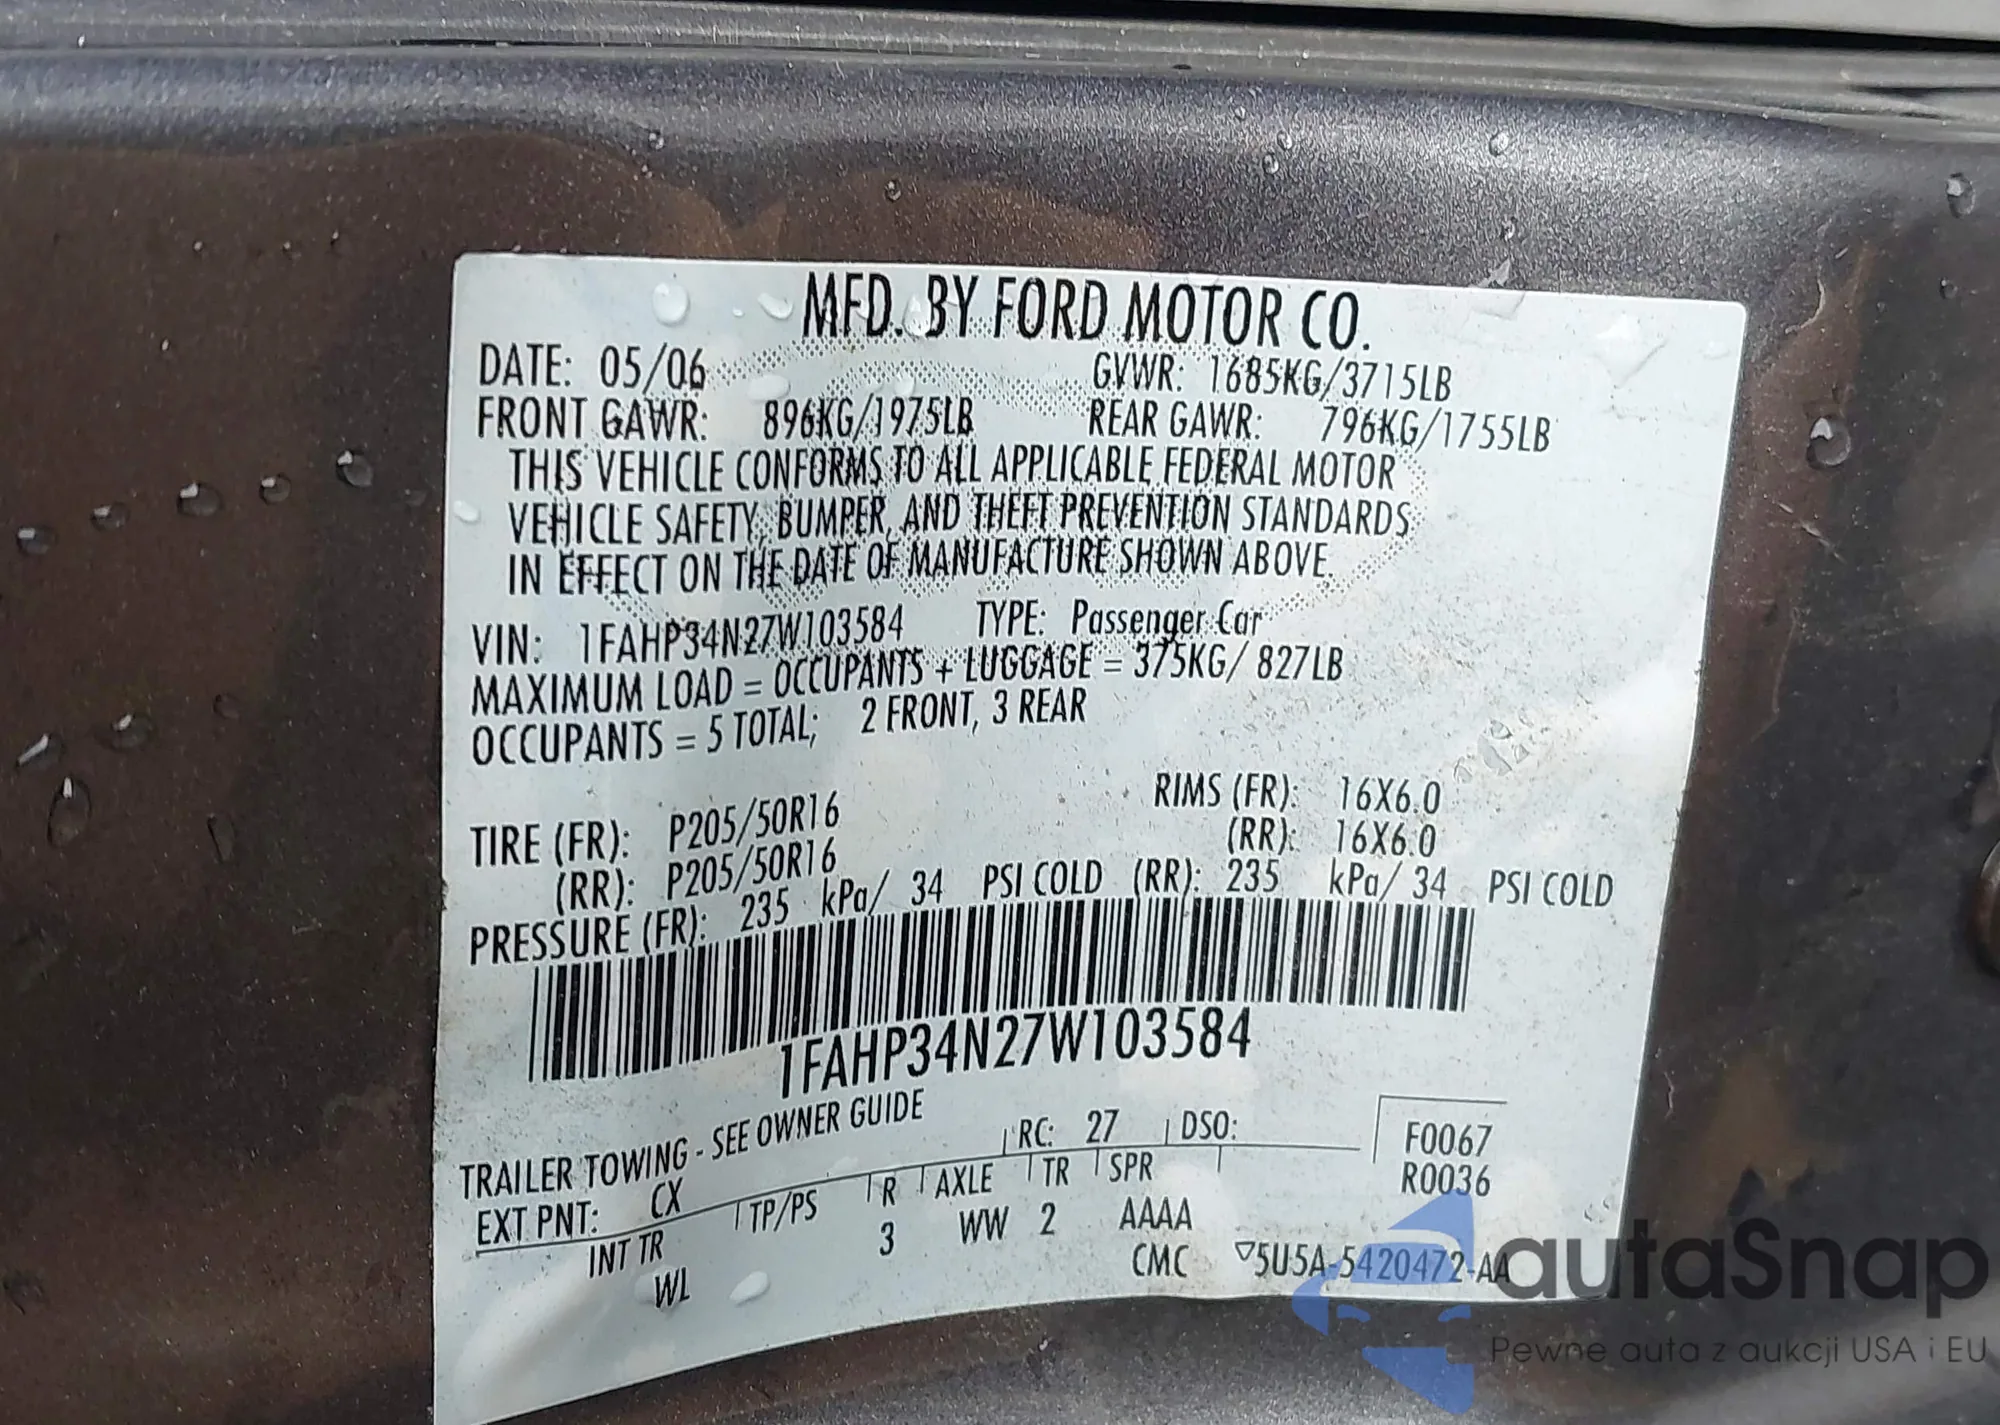 MFD. BY FORD MOTOR CO.
DATE: 05/06 GVWR: 1685KG/3715LB
FRONT GAWR: 896KG/1975LB REAR GAWR: 796KG/1755LB
THIS VEHICLE CONFORMS TO ALL APPLICABLE FEDERAL MOTOR
VEHICLE SAFETY, BUMPER, AND THEFT PREVENTION STANDARDS
IN EFFECT ON THE DATE OF MANUFACTURE SHOWN ABOVE.
VIN: 1FAHP34N27W103584 TYPE: Passenger Car
MAXIMUM LOAD = OCCUPANTS + LUGGAGE = 375KG/ 827LB
OCCUPANTS = 5 TOTAL; 2 FRONT, 3 REAR
TIRE (FR): P205/50R16 RIMS (FR): 16X6.0
(RR): P205/50R16 (RR): 16X6.0
PRESSURE (FR): 235 kPa/ 34 PSI COLD (RR): 235 kPa/ 34 PSI COLD
1FAHP34N27W103584
TRAILER TOWING - SEE OWNER GUIDE RC: 27 DSO: F0067
EXT PNT: CX R0036
INT TR TP/PS R AXLE TR SPR
WL 3 WW 2 AAAA
CMC ▽5U5A-5420472-AA
autaSnap
Pewne auta z aukcji USA i EU